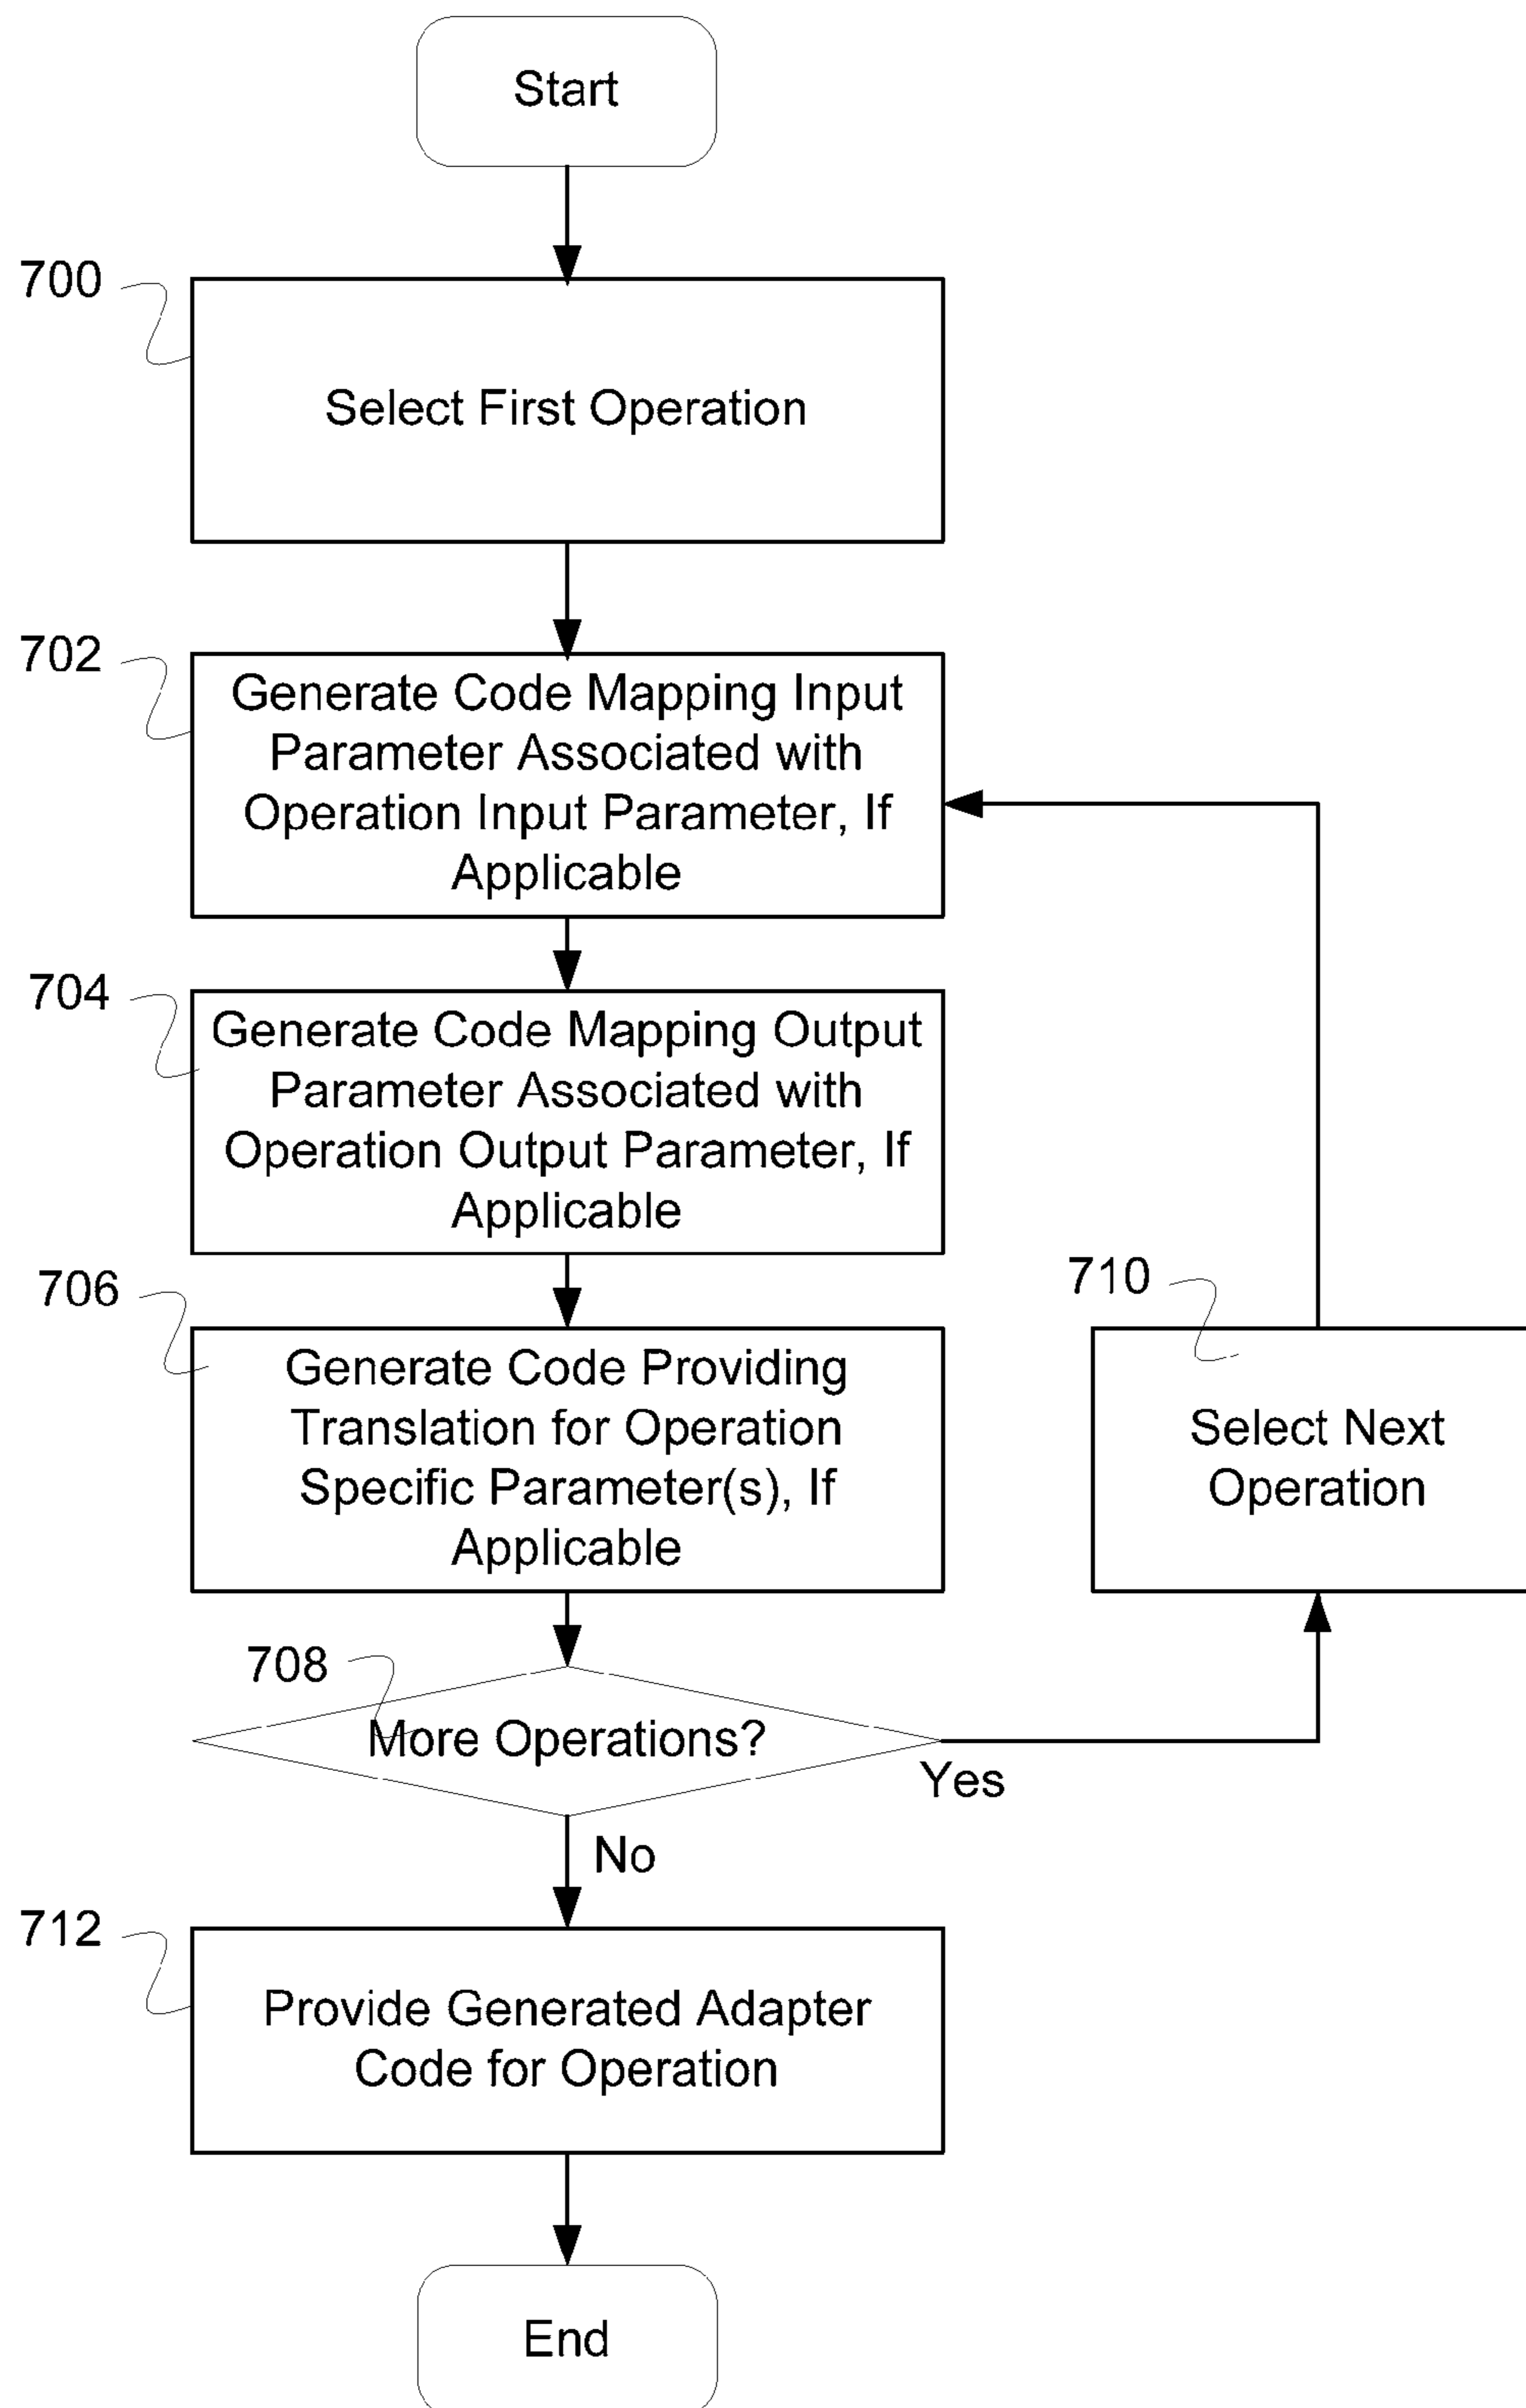 Start
700
Select First Operation
702
Generate Code Mapping Input
Parameter Associated with
Operation Input Parameter, If
Applicable
704
Generate Code Mapping Output
Parameter Associated with
Operation Output Parameter, If
Applicable
706
Generate Code Providing
Translation for Operation
Specific Parameter(s), If
Applicable
710
Select Next
Operation
708
More Operations?
Yes
No
712
Provide Generated Adapter
Code for Operation
End